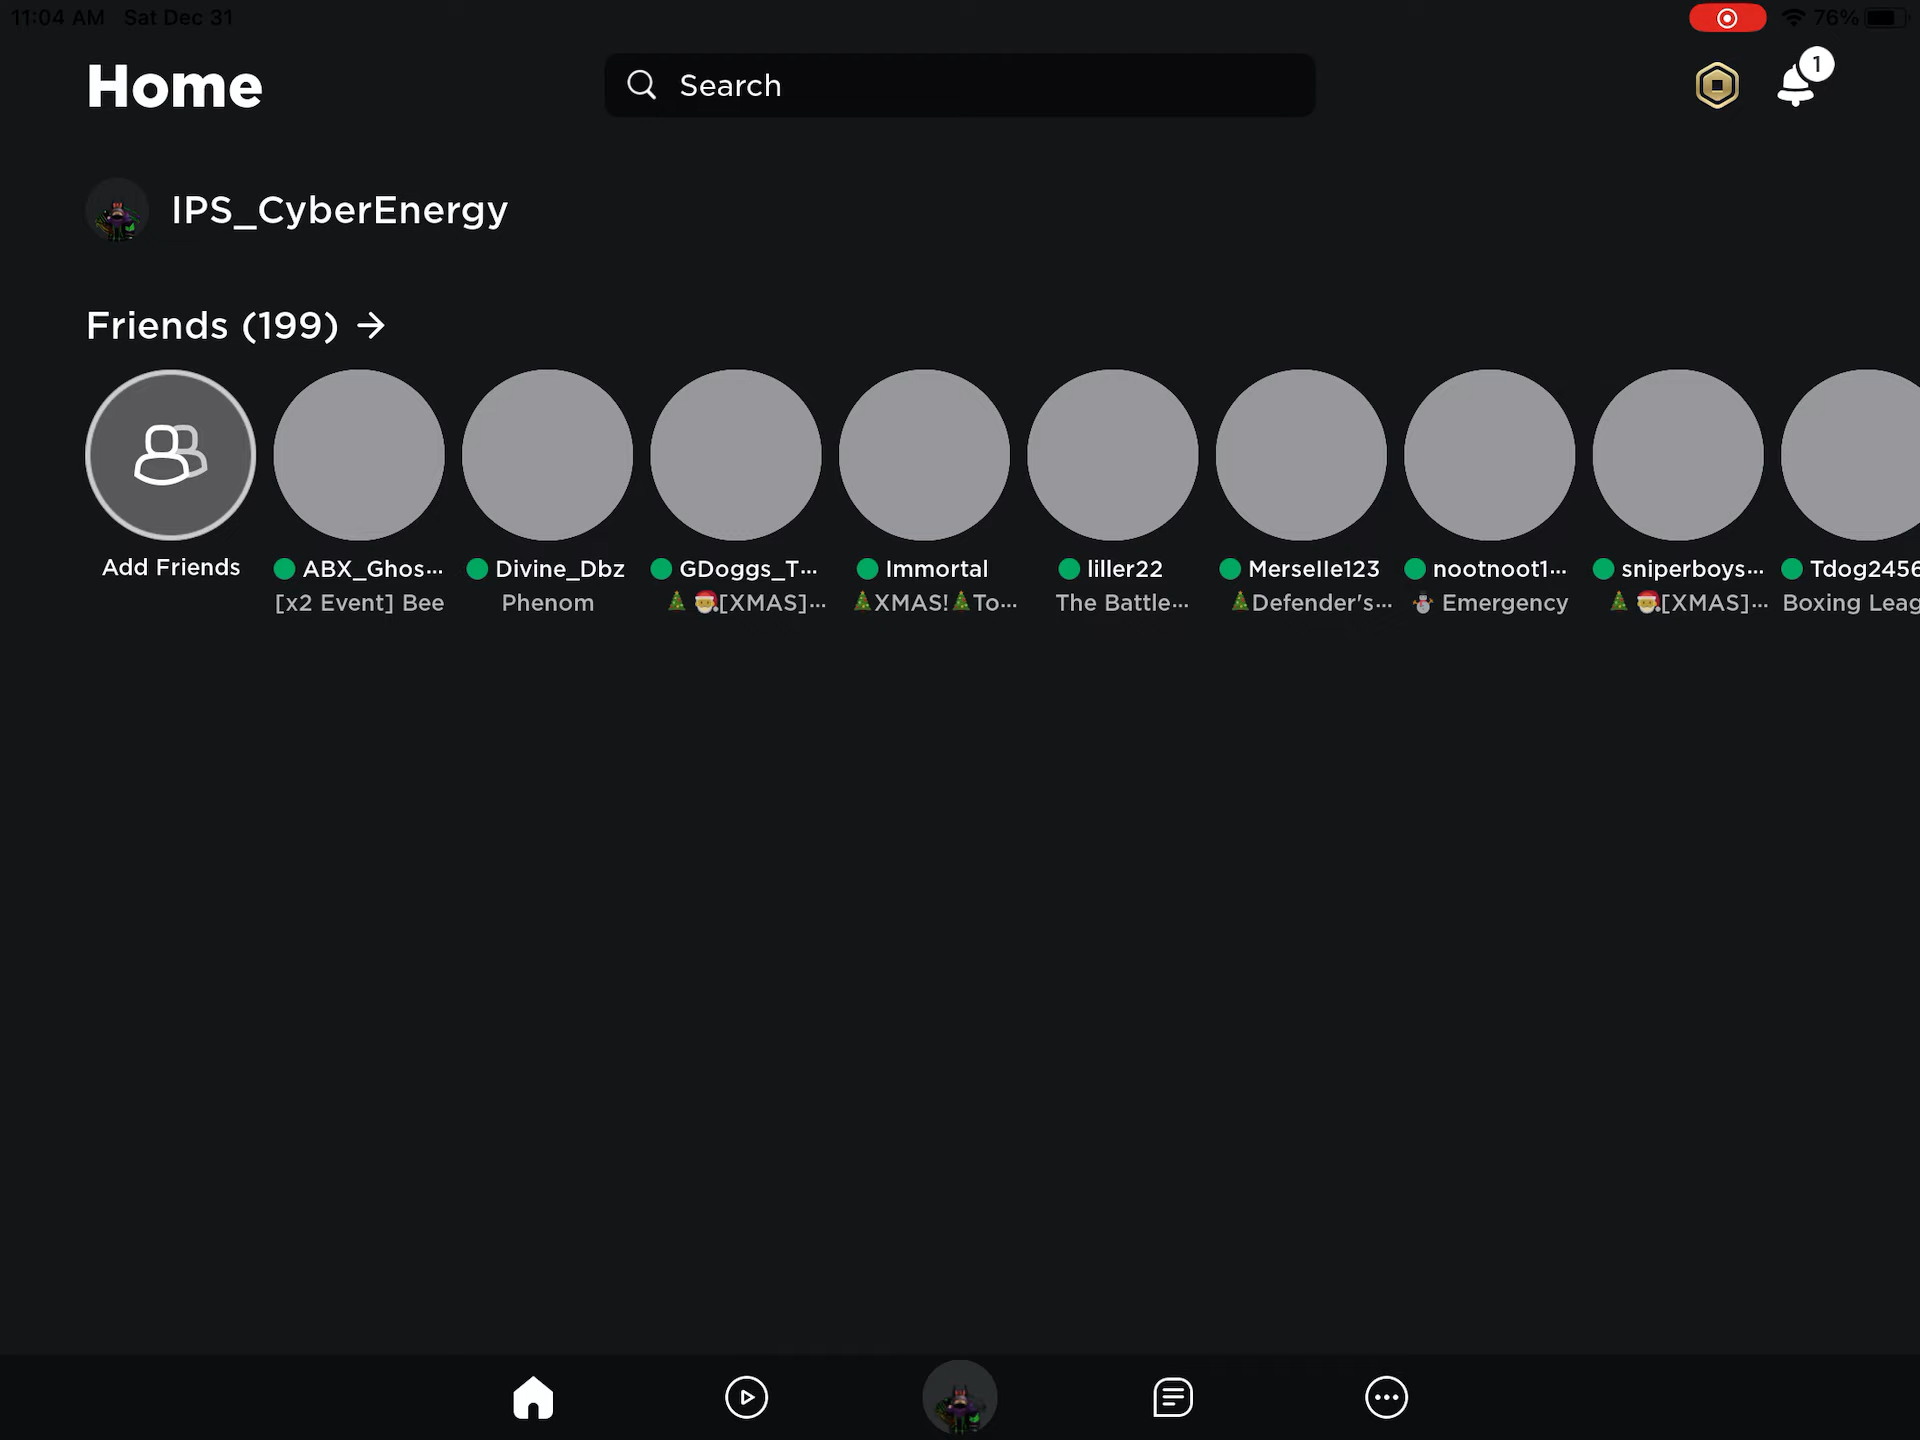 11:04 AM Sat Dec 31
76%
Home
Search
1
IPS_CyberEnergy
Friends (199) →
Add Friends
ABX_Ghos...
[x2 Event] Bee
Divine_Dbz
Phenom
GDoggs_T...
🎄🎅[XMAS]...
Immortal
🎄XMAS!🎄To...
liller22
The Battle...
Merselle123
🎄Defender's...
nootnoot1...
⛄ Emergency
sniperboys...
🎄🎅[XMAS]...
Tdog2456
Boxing Leag